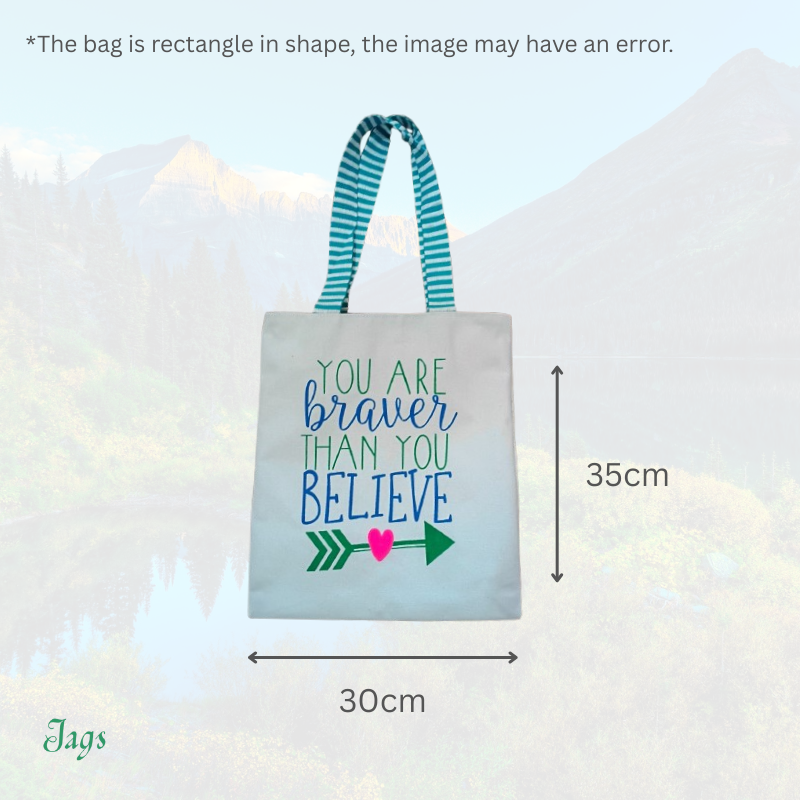 *The bag is rectangle in shape, the image may have an error.
YOU ARE
braver
THAN YOU
BELIEVE
35cm
30cm
Jags